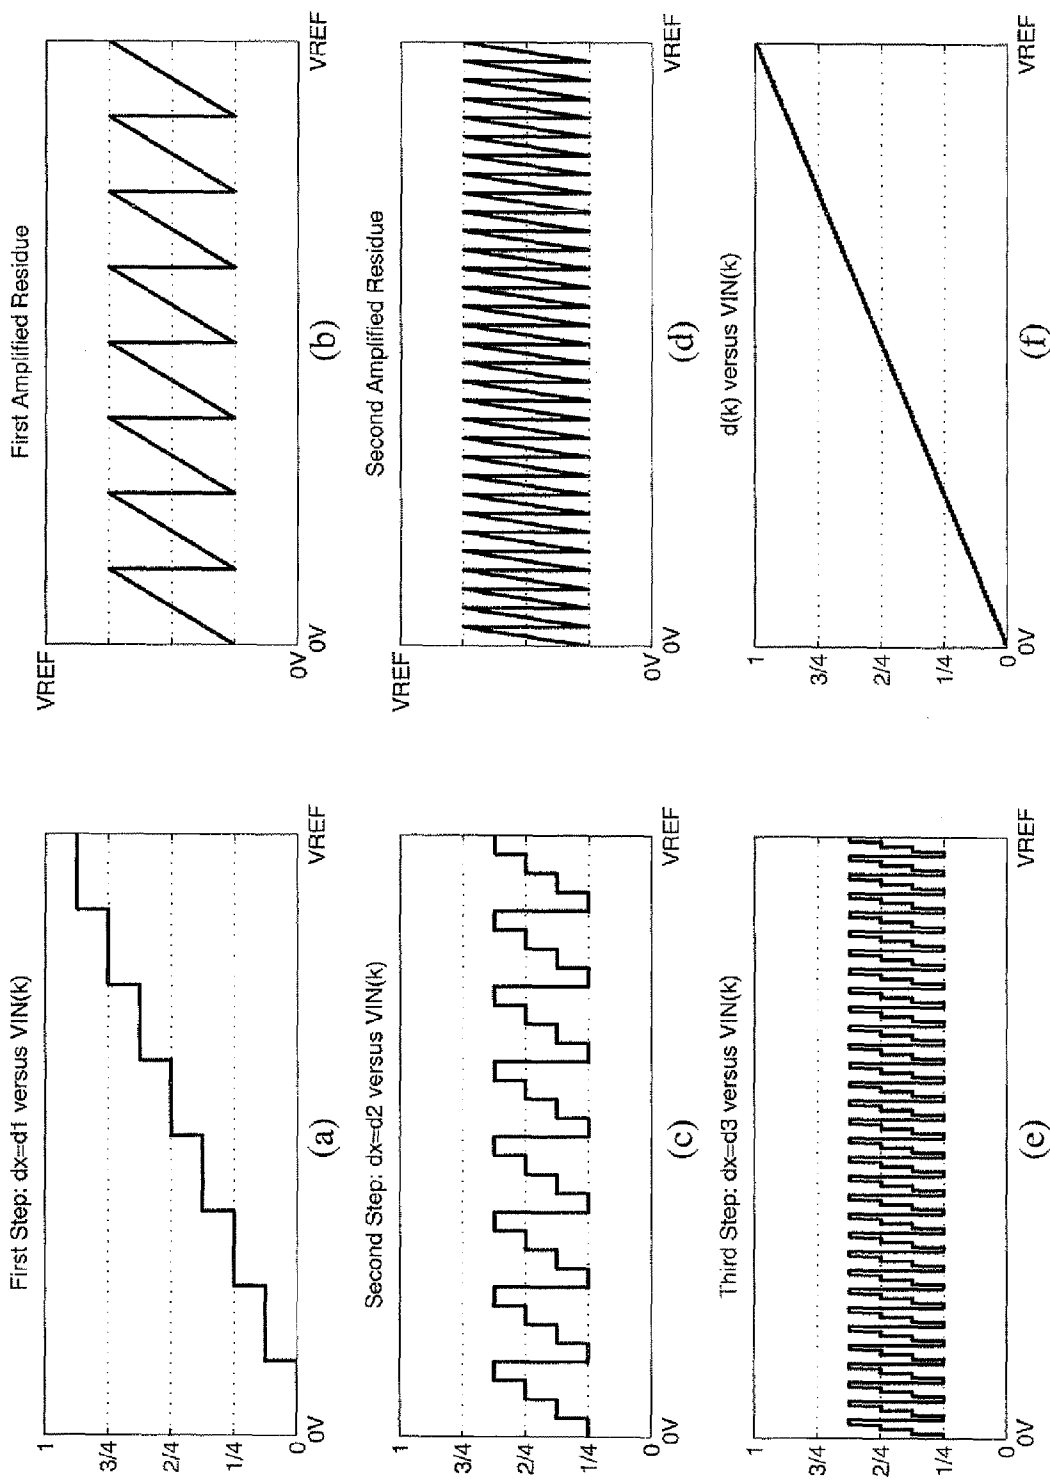 First Step: dx=d1 versus VIN(k)
1
3/4
2/4
1/4
0
0V
VREF
(a)
First Amplified Residue
VREF
0V
0V
VREF
(b)
Second Step: dx=d2 versus VIN(k)
1
3/4
2/4
1/4
0
0V
VREF
(c)
Second Amplified Residue
VREF
0V
0V
VREF
(d)
Third Step: dx=d3 versus VIN(k)
1
3/4
2/4
1/4
0
0V
VREF
(e)
d(k) versus VIN(k)
1
3/4
2/4
1/4
0
0V
VREF
(f)